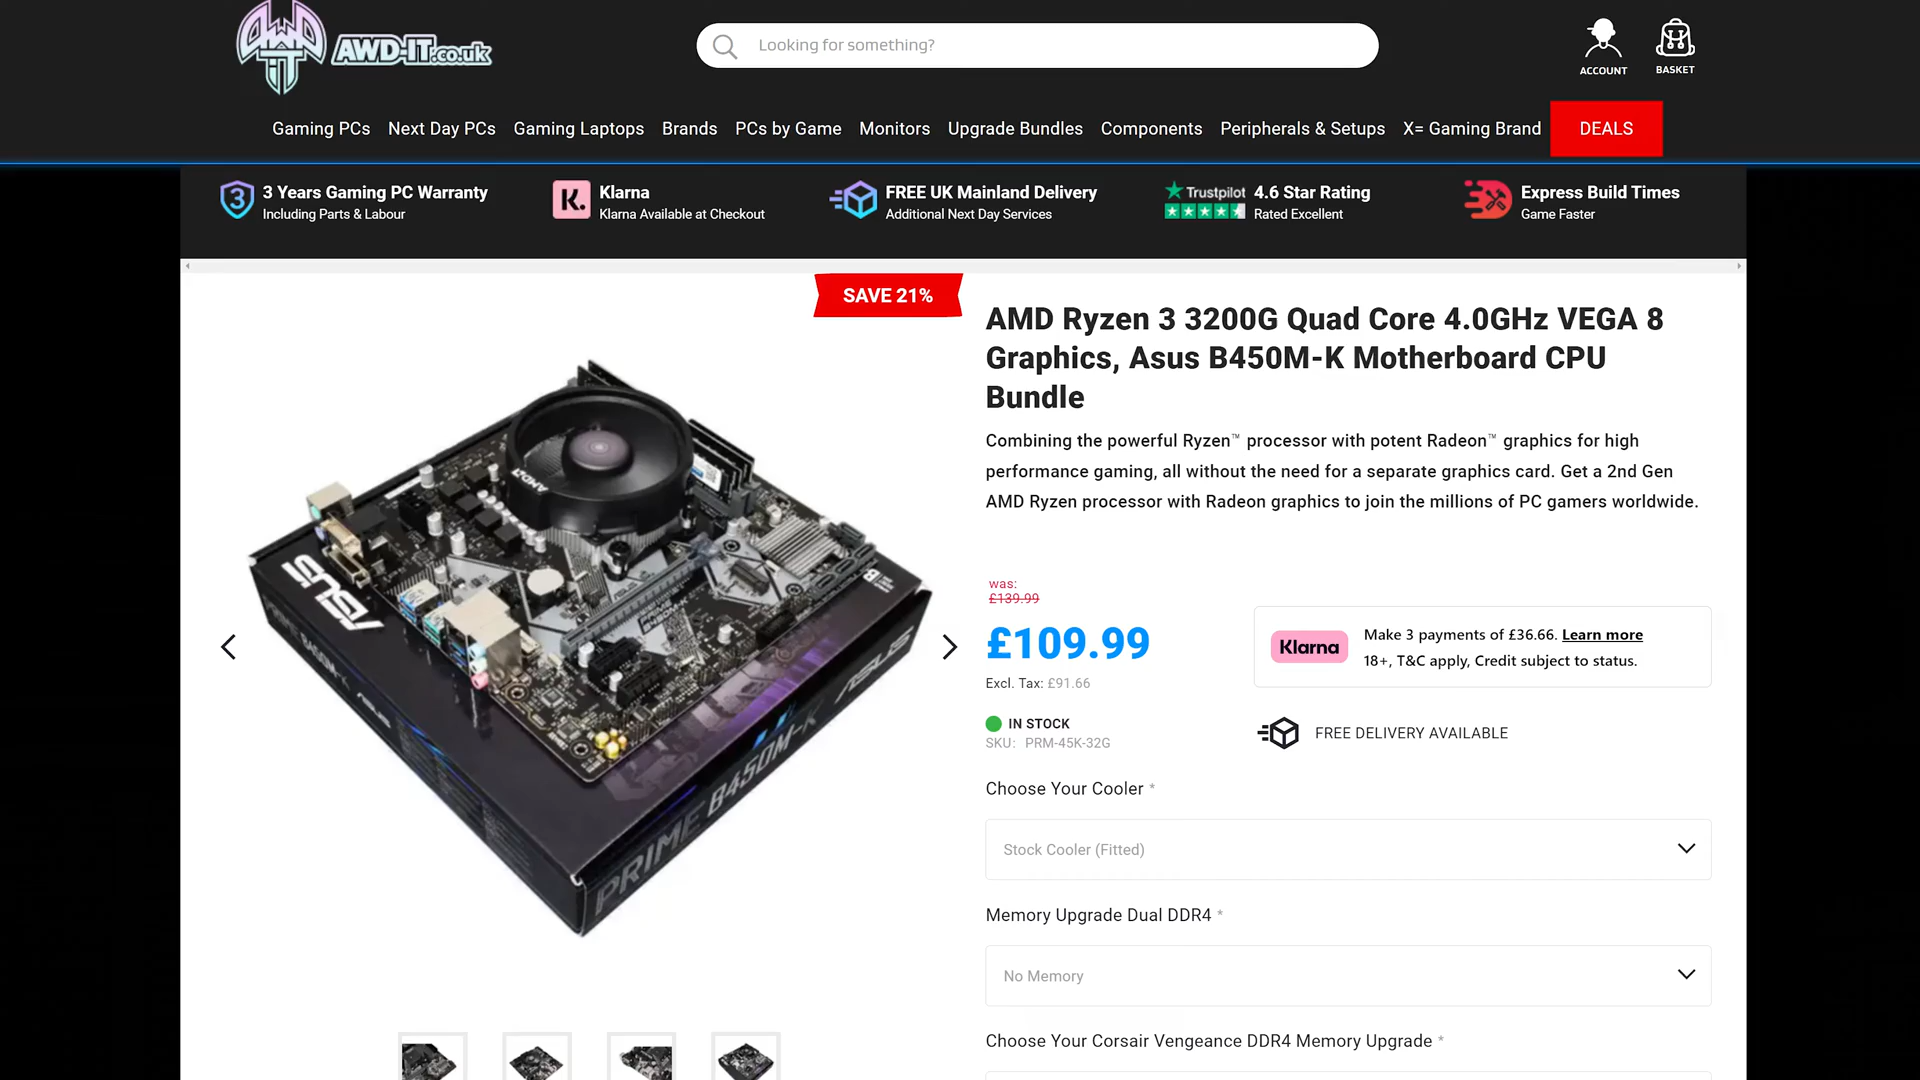 AWD-IT.co.uk
Looking for something?
ACCOUNT
BASKET
Gaming PCs
Next Day PCs
Gaming Laptops
Brands
PCs by Game
Monitors
Upgrade Bundles
Components
Peripherals & Setups
X= Gaming Brand
DEALS
3 Years Gaming PC Warranty
Including Parts & Labour
K.
Klarna
Klarna Available at Checkout
FREE UK Mainland Delivery
Additional Next Day Services
Trustpilot
4.6 Star Rating
Rated Excellent
Express Build Times
Game Faster
SAVE 21%
AMD
ASUS
B450M-K
ASUS
PRIME B450M-K
ASUS
AMD Ryzen 3 3200G Quad Core 4.0GHz VEGA 8
Graphics, Asus B450M-K Motherboard CPU
Bundle
Combining the powerful Ryzen™ processor with potent Radeon™ graphics for high
performance gaming, all without the need for a separate graphics card. Get a 2nd Gen
AMD Ryzen processor with Radeon graphics to join the millions of PC gamers worldwide.
was:
£139.99
£109.99
Excl. Tax: £91.66
Klarna
Make 3 payments of £36.66. Learn more
18+, T&C apply, Credit subject to status.
IN STOCK
SKU: PRM-45K-32G
FREE DELIVERY AVAILABLE
Choose Your Cooler *
Stock Cooler (Fitted)
Memory Upgrade Dual DDR4 *
No Memory
Choose Your Corsair Vengeance DDR4 Memory Upgrade *